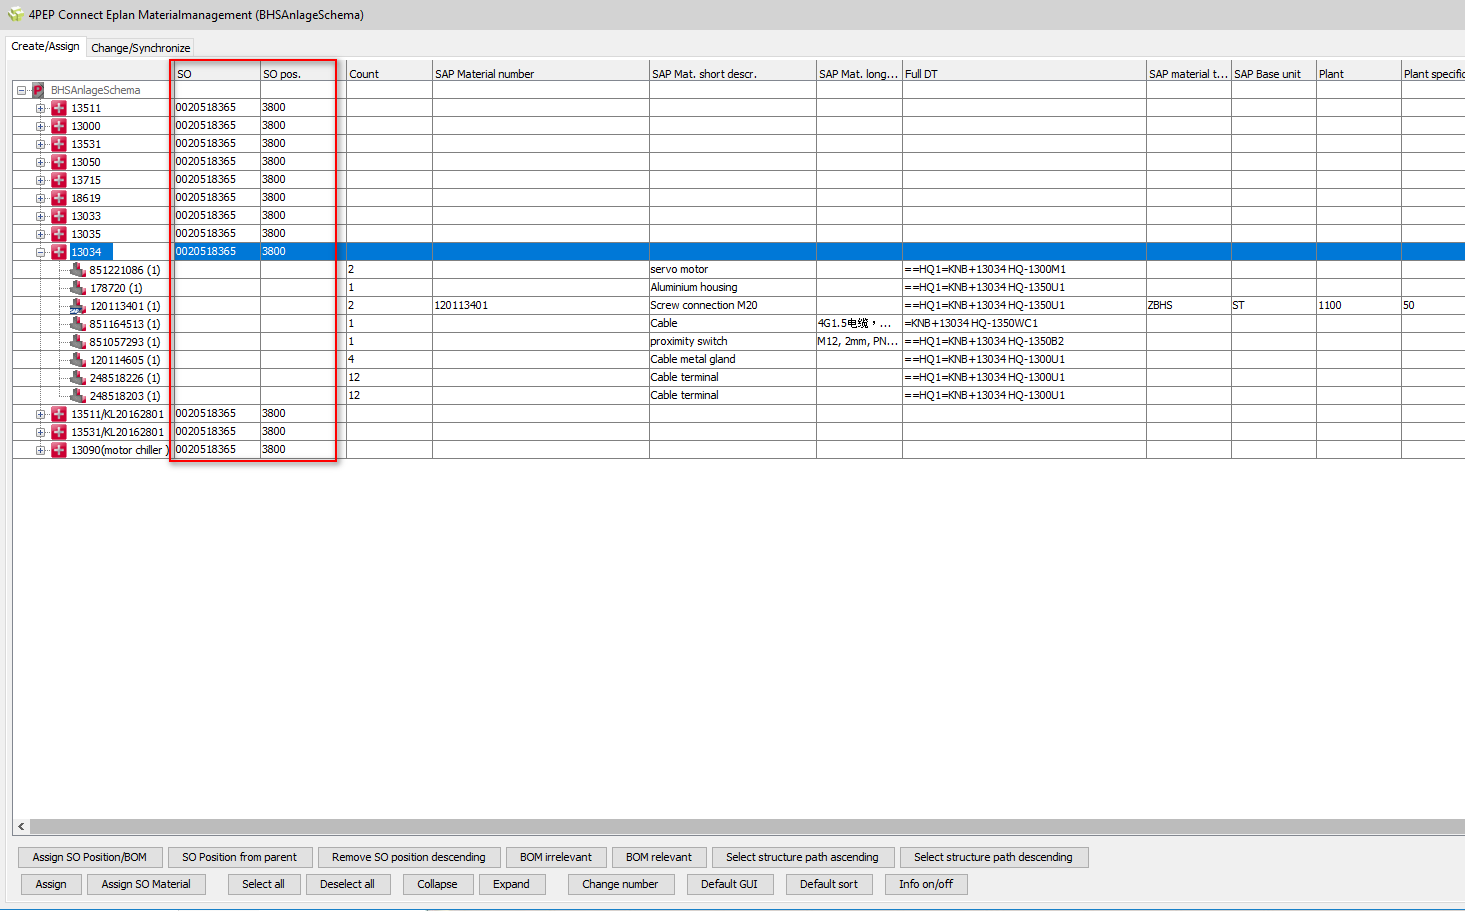 4PEP Connect Eplan Materialmanagement (BHSAnlageSchema)
Create/Assign Change/Synchronize
SO SO pos. Count SAP Material number SAP Mat. short descr. SAP Mat. long... Full DT SAP material t... SAP Base unit Plant Plant specific
BHSAnlageSchema
13511 0020518365 3800
13000 0020518365 3800
13531 0020518365 3800
13050 0020518365 3800
13715 0020518365 3800
18619 0020518365 3800
13033 0020518365 3800
13035 0020518365 3800
13034 0020518365 3800
851221086 (1) 2 servo motor ==HQ1=KNB+13034 HQ-1300M1
178720 (1) 1 Aluminium housing ==HQ1=KNB+13034 HQ-1350U1
120113401 (1) 2 120113401 Screw connection M20 ==HQ1=KNB+13034 HQ-1350U1 ZBHS ST 1100 50
851164513 (1) 1 Cable 4G1.5电缆，... =KNB+13034 HQ-1350WC1
851057293 (1) 1 proximity switch M12, 2mm, PN... ==HQ1=KNB+13034 HQ-1350B2
120114605 (1) 4 Cable metal gland ==HQ1=KNB+13034 HQ-1300U1
248518226 (1) 12 Cable terminal ==HQ1=KNB+13034 HQ-1300U1
248518203 (1) 12 Cable terminal ==HQ1=KNB+13034 HQ-1300U1
13511/KL20162801 0020518365 3800
13531/KL20162801 0020518365 3800
13090(motor chiller ) 0020518365 3800
Assign SO Position/BOM SO Position from parent Remove SO position descending BOM irrelevant BOM relevant Select structure path ascending Select structure path descending
Assign Assign SO Material Select all Deselect all Collapse Expand Change number Default GUI Default sort Info on/off